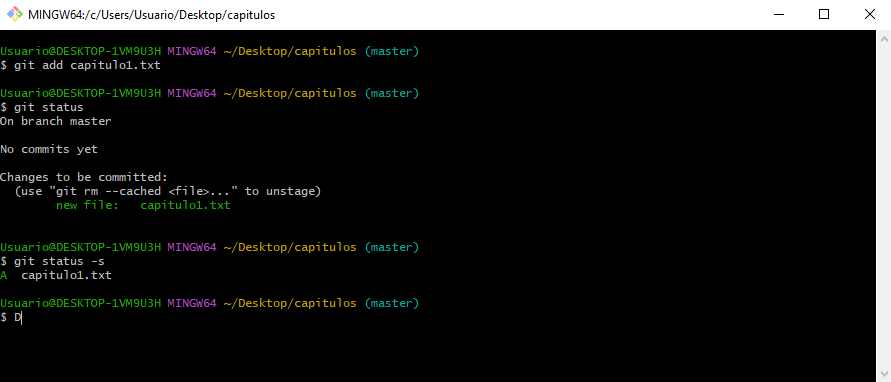 MINGW64:/c/Users/Usuario/Desktop/capitulos
Usuario@DESKTOP-1VM9U3H MINGW64 ~/Desktop/capitulos (master)
$ git add capitulo1.txt
Usuario@DESKTOP-1VM9U3H MINGW64 ~/Desktop/capitulos (master)
$ git status
On branch master
No commits yet
Changes to be committed:
  (use "git rm --cached <file>..." to unstage)
        new file:   capitulo1.txt
Usuario@DESKTOP-1VM9U3H MINGW64 ~/Desktop/capitulos (master)
$ git status -s
A  capitulo1.txt
Usuario@DESKTOP-1VM9U3H MINGW64 ~/Desktop/capitulos (master)
$ D